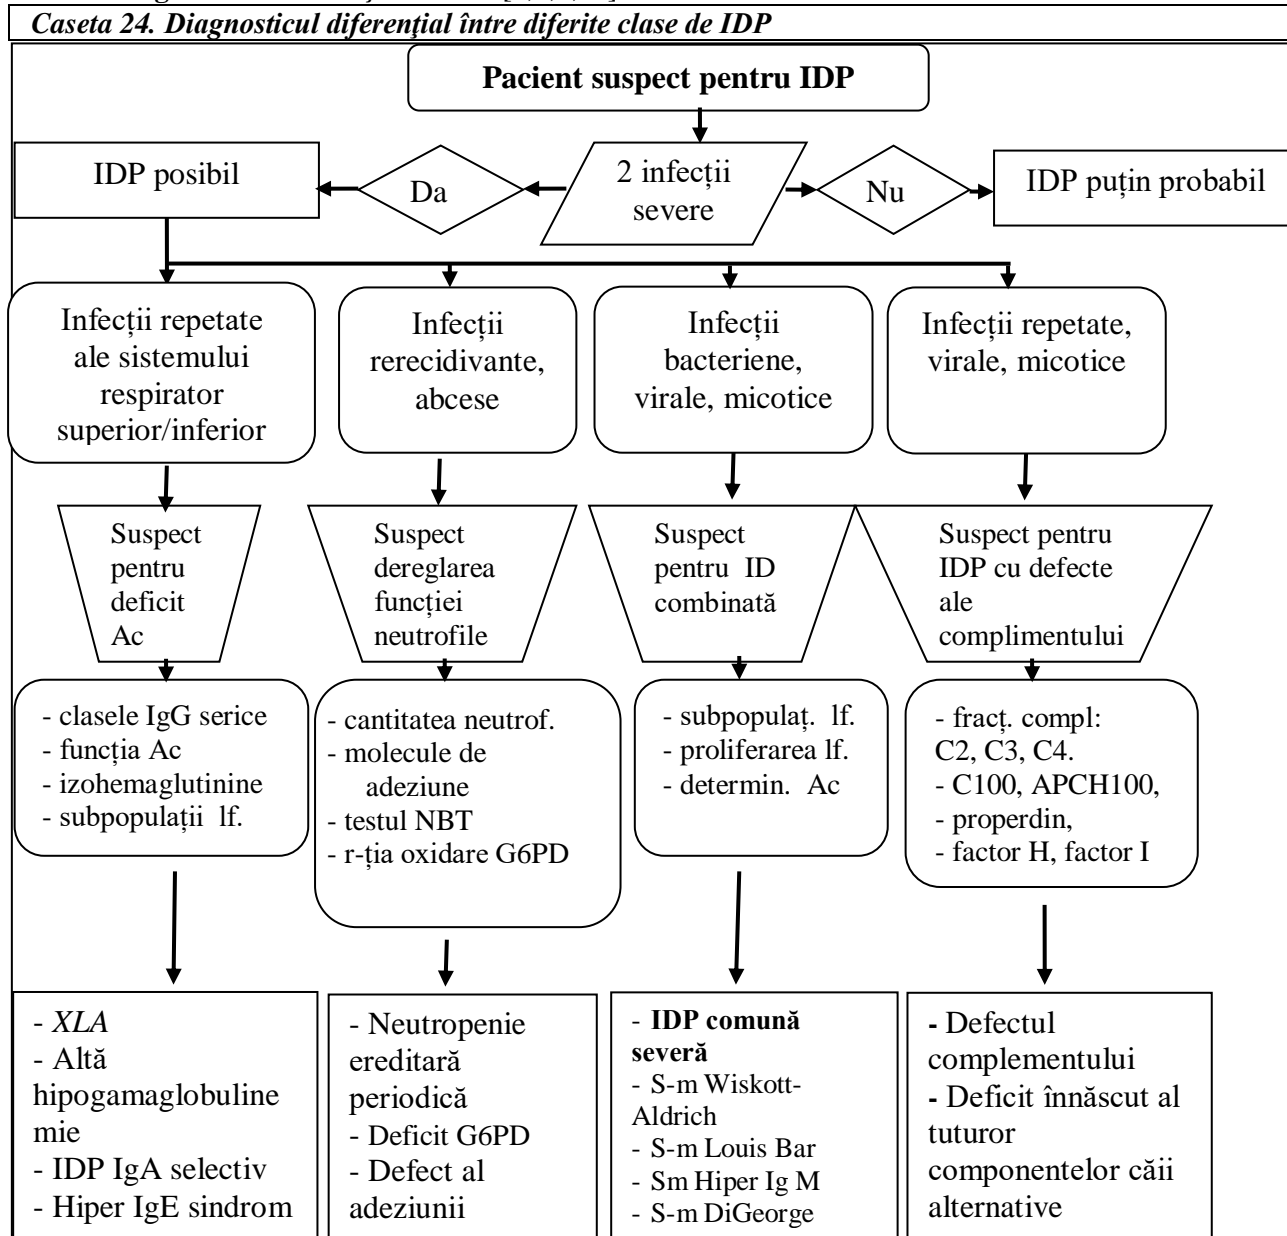 Caseta 24. Diagnosticul diferențial între diferite clase de IDP
Pacient suspect pentru IDP
IDP posibil
Da
2 infecții
severe
Nu
IDP puțin probabil
Infecții repetate
ale sistemului
respirator
superior/inferior
Infecții
rerecidivante,
abcese
Infecții
bacteriene,
virale, micotice
Infecții repetate,
virale, micotice
Suspect
pentru
deficit
Ac
Suspect
dereglarea
funcției
neutrofile
Suspect
pentru ID
combinată
Suspect pentru
IDP cu defecte
ale
complimentului
- clasele IgG serice
- funcția Ac
- izohemaglutinine
- subpopulații lf.
- cantitatea neutrof.
- molecule de
adeziune
- testul NBT
- r-ția oxidare G6PD
- subpopulaț. lf.
- proliferarea lf.
- determin. Ac
- fracț. compl:
C2, C3, C4.
- C100, APCH100,
- properdin,
- factor H, factor I
- XLA
- Altă
hipogamaglobuline
mie
- IDP IgA selectiv
- Hiper IgE sindrom
- Neutropenie
ereditară
periodică
- Deficit G6PD
- Defect al
adeziunii
- IDP comună
severă
- S-m Wiskott-
Aldrich
- S-m Louis Bar
- Sm Hiper Ig M
- S-m DiGeorge
- Defectul
complementului
- Deficit înnăscut al
tuturor
componentelor căii
alternative